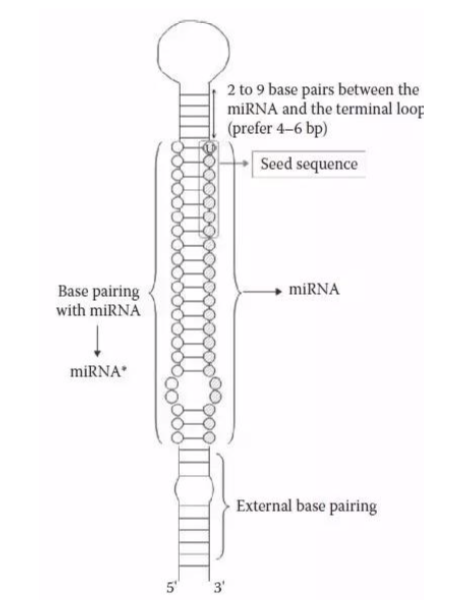 2 to 9 base pairs between the
miRNA and the terminal loop
(prefer 4–6 bp)
U
Seed sequence
Base pairing
with miRNA
miRNA
miRNA*
External base pairing
5' 3'